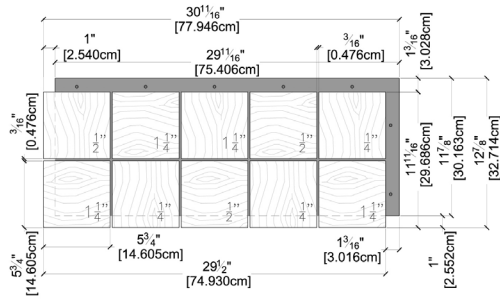 30 11/16"
[77.946cm]
1"
[2.540cm]
29 11/16"
[75.406cm]
3/16"
[0.476cm]
1 3/16"
[3.028cm]
3/16"
[0.476cm]
1/2"
1 1/4"
1 1/4"
1/2"
1 1/4"
1 1/4"
1 1/4"
1/2"
1 1/4"
1 1/4"
11 11/16"
[29.686cm]
11 7/8"
[30.163cm]
12 7/8"
[32.714cm]
5 3/4"
[14.605cm]
5 3/4"
[14.605cm]
29 1/2"
[74.930cm]
1 3/16"
[3.016cm]
1"
[2.552cm]